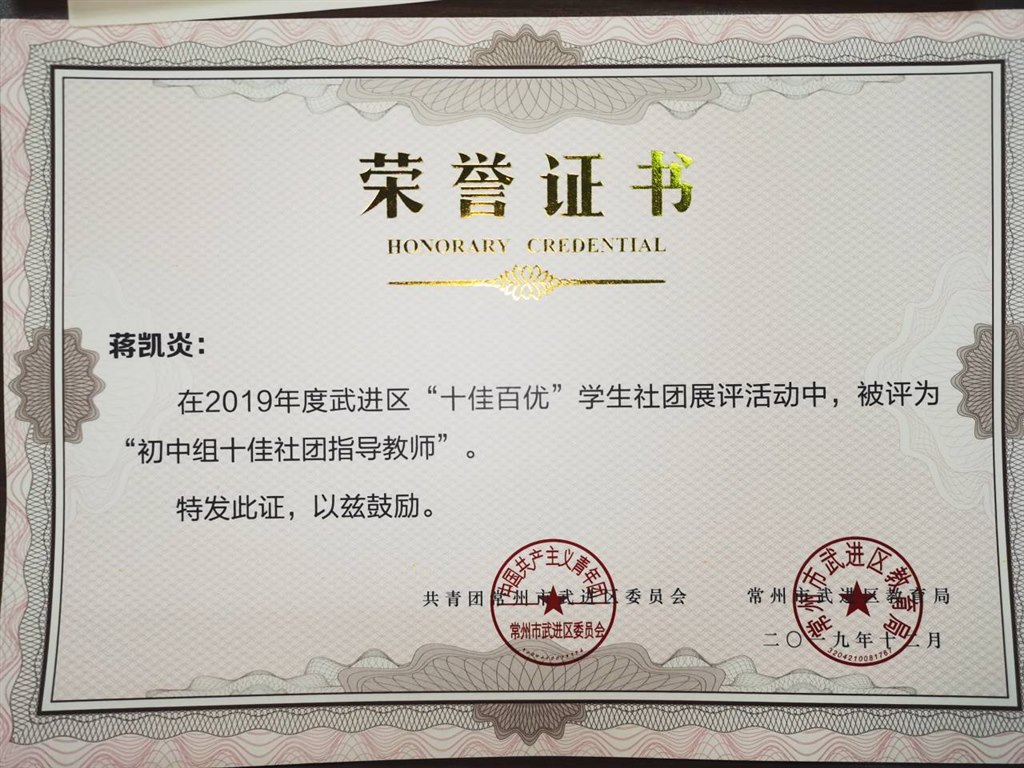 荣誉证书
HONORARY CREDENTIAL
蒋凯炎：
在2019年度武进区“十佳百优”学生社团展评活动中，被评为
“初中组十佳社团指导教师”。
特发此证，以兹鼓励。
共青团常州市武进区委员会 常州市武进区教育局
二〇一九年十二月
中国共产主义青年团
常州市武进区委员会
常州市武进区教育局